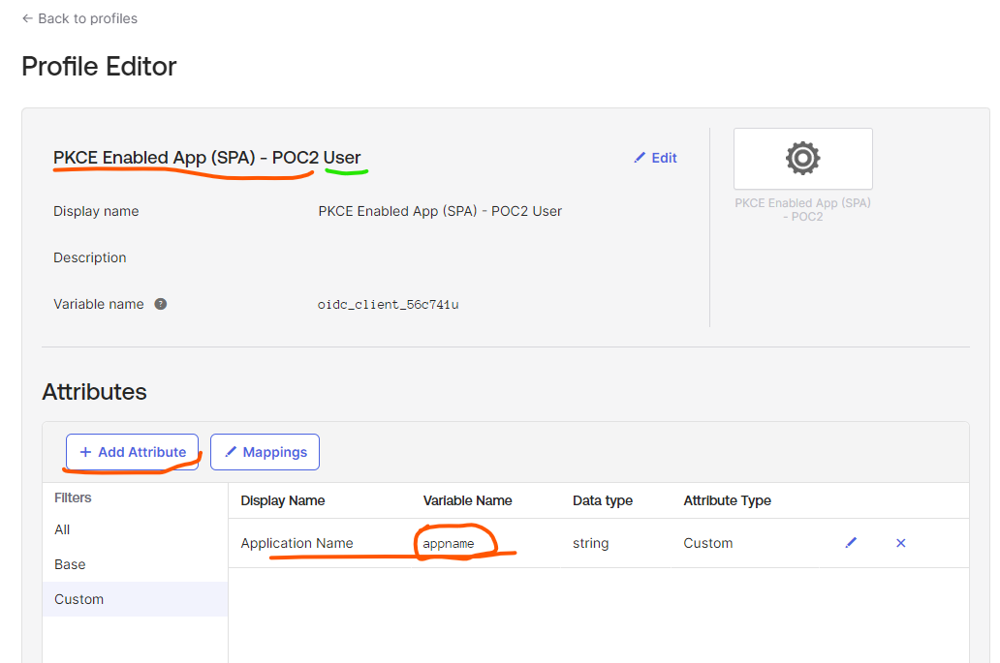 ← Back to profiles
Profile Editor
PKCE Enabled App (SPA) - POC2 User
Edit
Display name PKCE Enabled App (SPA) - POC2 User
Description
Variable name ? oidc_client_56c741u
PKCE Enabled App (SPA)
- POC2
Attributes
+ Add Attribute Mappings
Filters
All
Base
Custom
Display Name Variable Name Data type Attribute Type
Application Name appname string Custom